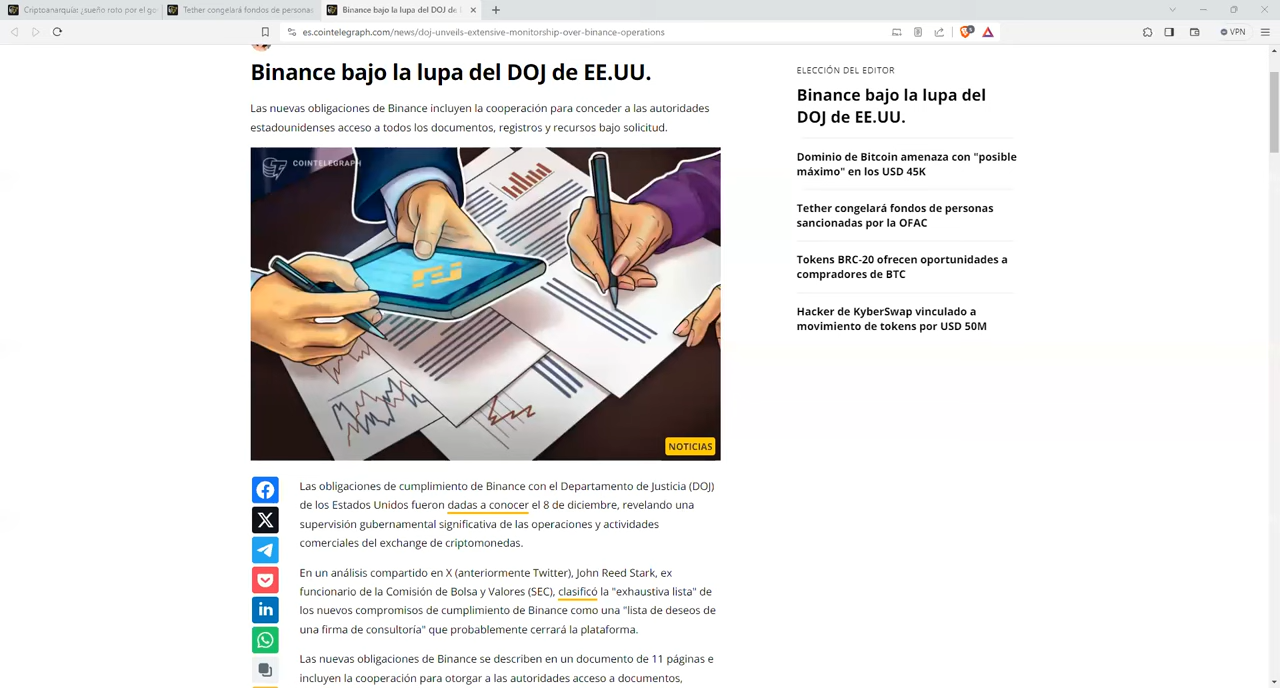 Criptoanarquía: ¿sueño roto por el go
Tether congelará fondos de personas
Binance bajo la lupa del DOJ de
es.cointelegraph.com/news/doj-unveils-extensive-monitorship-over-binance-operations
VPN
Binance bajo la lupa del DOJ de EE.UU.
Las nuevas obligaciones de Binance incluyen la cooperación para conceder a las autoridades
estadounidenses acceso a todos los documentos, registros y recursos bajo solicitud.
COINTELEGRAPH
NOTICIAS
Las obligaciones de cumplimiento de Binance con el Departamento de Justicia (DOJ)
de los Estados Unidos fueron dadas a conocer el 8 de diciembre, revelando una
supervisión gubernamental significativa de las operaciones y actividades
comerciales del exchange de criptomonedas.
En un análisis compartido en X (anteriormente Twitter), John Reed Stark, ex
funcionario de la Comisión de Bolsa y Valores (SEC), clasificó la "exhaustiva lista" de
los nuevos compromisos de cumplimiento de Binance como una "lista de deseos de
una firma de consultoría" que probablemente cerrará la plataforma.
Las nuevas obligaciones de Binance se describen en un documento de 11 páginas e
incluyen la cooperación para otorgar a las autoridades acceso a documentos,
ELECCIÓN DEL EDITOR
Binance bajo la lupa del
DOJ de EE.UU.
Dominio de Bitcoin amenaza con "posible
máximo" en los USD 45K
Tether congelará fondos de personas
sancionadas por la OFAC
Tokens BRC-20 ofrecen oportunidades a
compradores de BTC
Hacker de KyberSwap vinculado a
movimiento de tokens por USD 50M